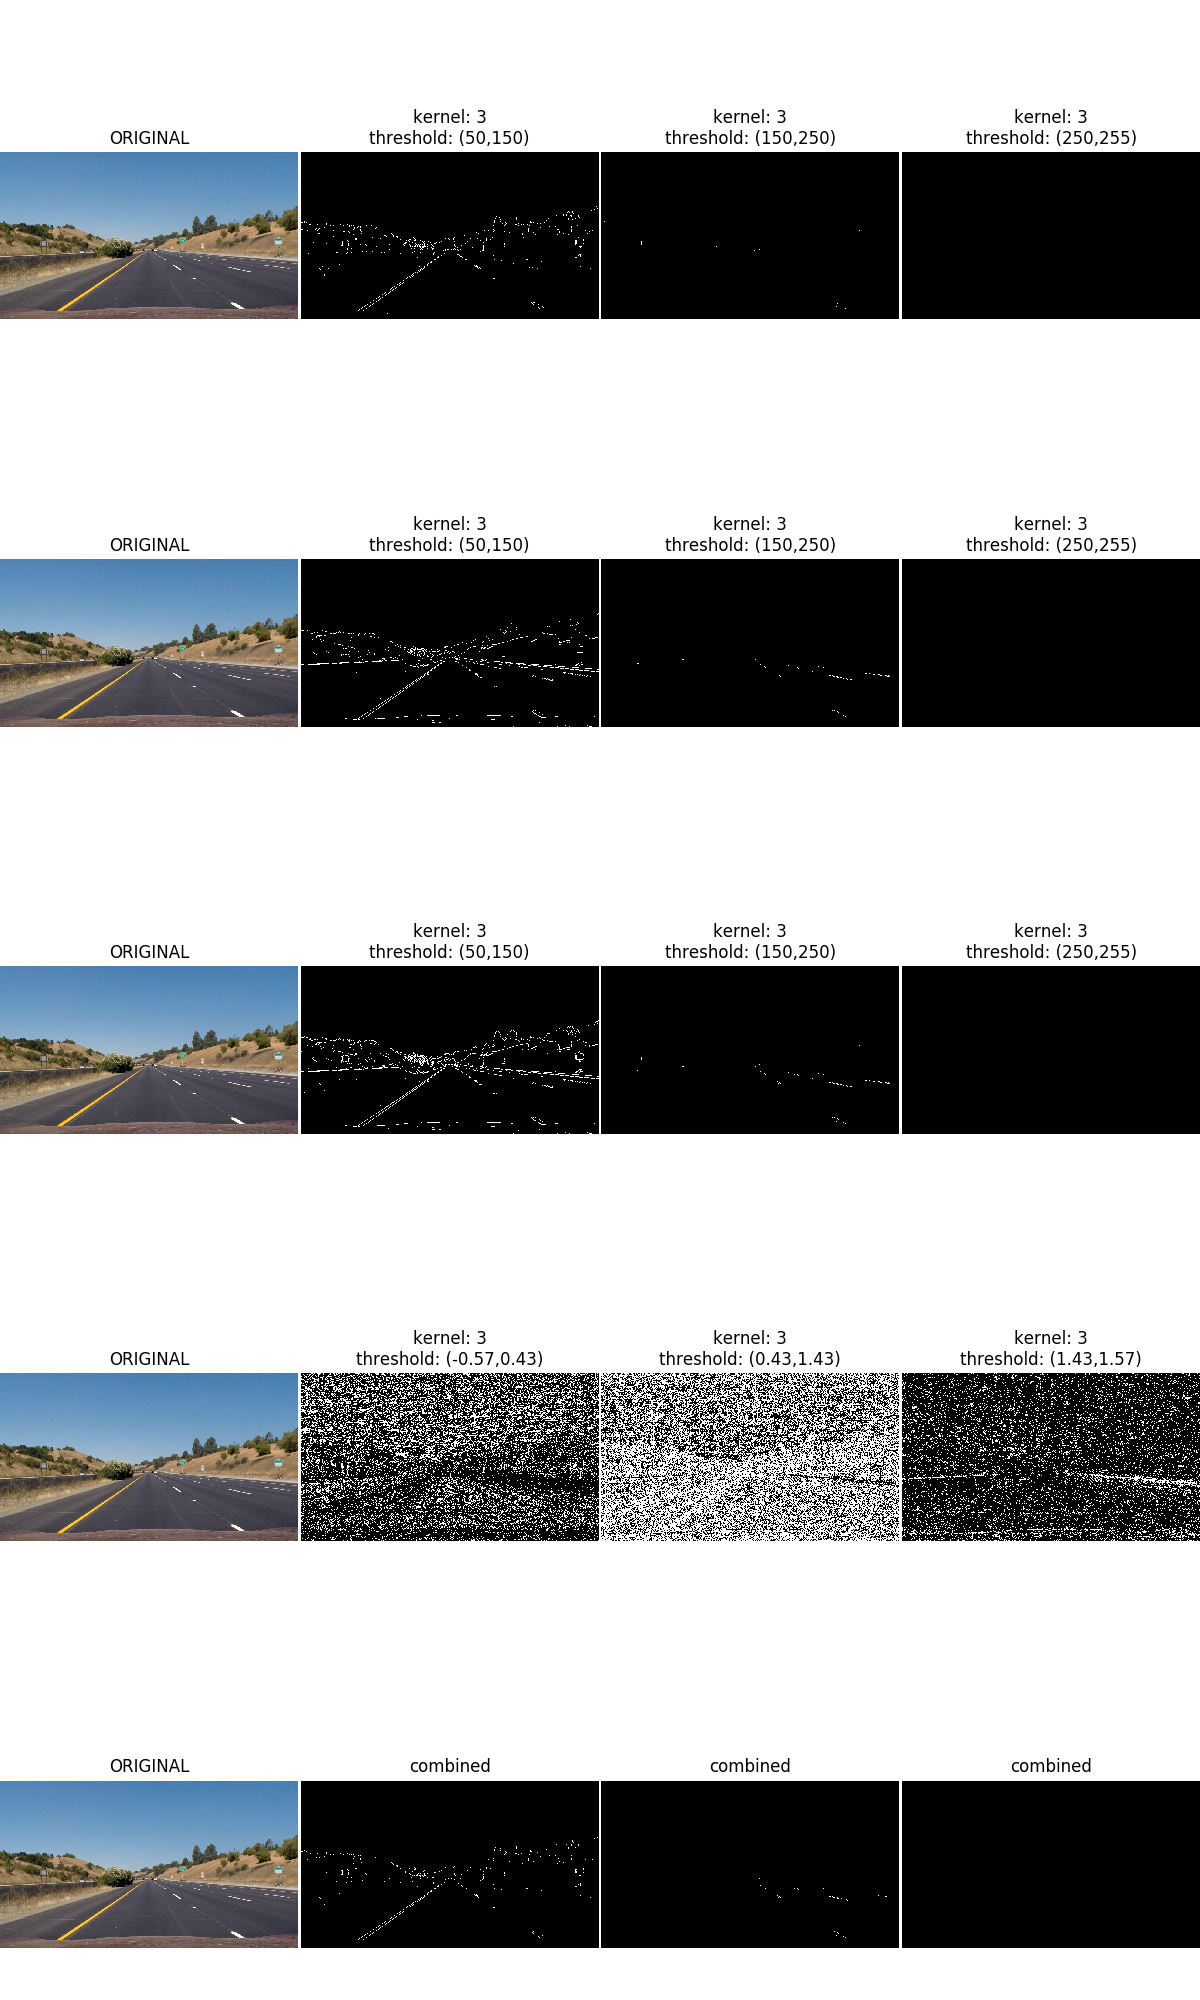 kernel: 3
kernel: 3
kernel: 3
ORIGINAL
threshold: (50,150)
threshold: (150,250)
threshold: (250,255)
kernel: 3
kernel: 3
kernel: 3
ORIGINAL
threshold: (50,150)
threshold: (150,250)
threshold: (250,255)
kernel: 3
kernel: 3
kernel: 3
ORIGINAL
threshold: (50,150)
threshold: (150,250)
threshold: (250,255)
kernel: 3
kernel: 3
kernel: 3
ORIGINAL
threshold: (-0.57,0.43)
threshold: (0.43,1.43)
threshold: (1.43,1.57)
ORIGINAL
combined
combined
combined